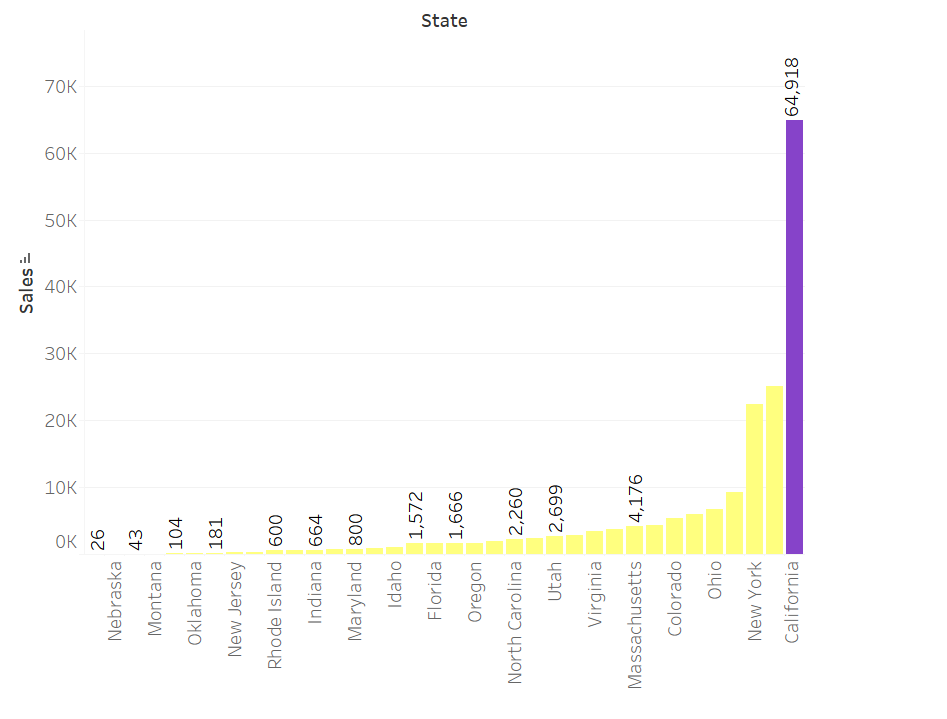 State
Sales
70K
60K
50K
40K
30K
20K
10K
0K
26
43
104
181
600
664
800
1,572
1,666
2,260
2,699
4,176
64,918
Nebraska
Montana
Oklahoma
New Jersey
Rhode Island
Indiana
Maryland
Idaho
Florida
Oregon
North Carolina
Utah
Virginia
Massachusetts
Colorado
Ohio
New York
California